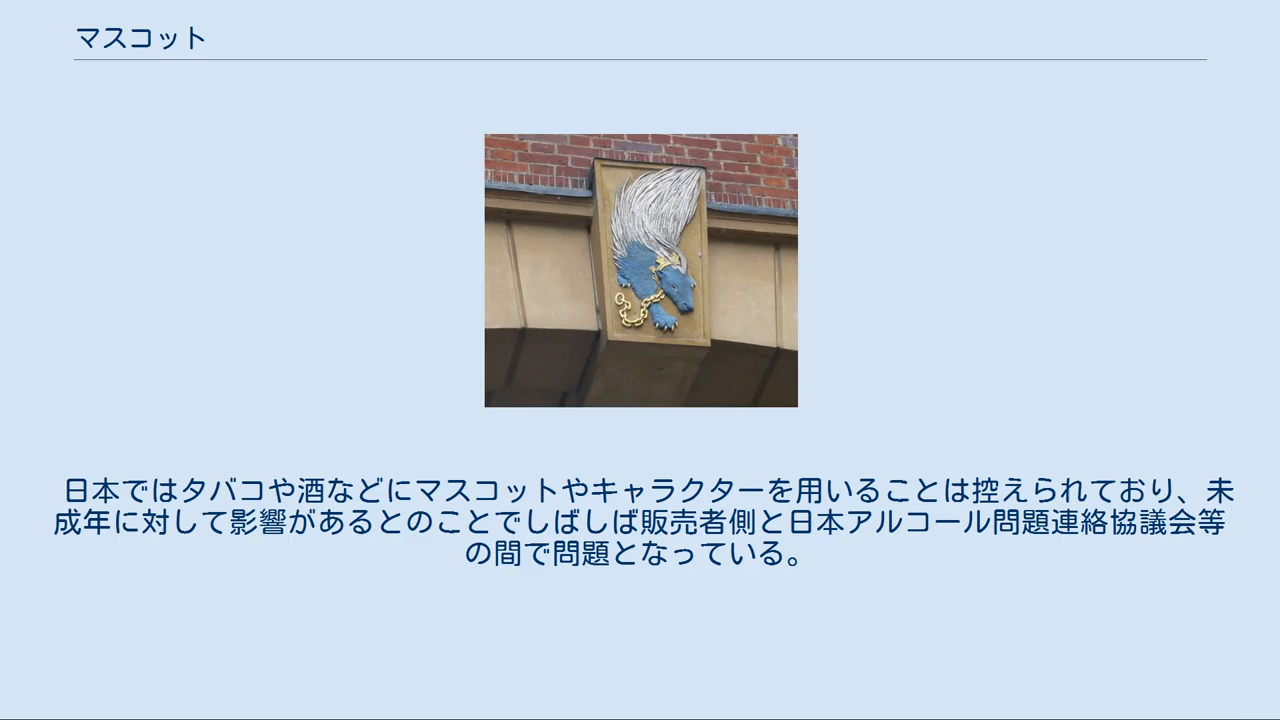 マスコット
日本ではタバコや酒などにマスコットやキャラクターを用いることは控えられており、未
成年に対して影響があるとのことでしばしば販売者側と日本アルコール問題連絡協議会等
の間で問題となっている。